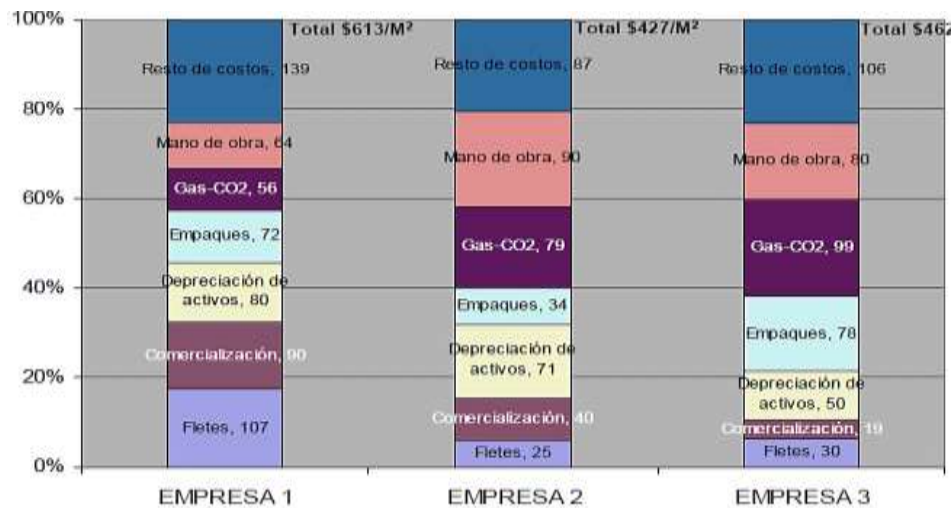 100%
80%
60%
40%
20%
0%
Total $613/M²
Resto de costos, 139
Mano de obra, 64
Gas-CO2, 56
Empaques, 72
Depreciación de
activos, 80
Comercialización, 90
Fletes, 107
EMPRESA 1
Total $427/M²
Resto de costos, 87
Mano de obra, 90
Gas-CO2, 79
Empaques, 34
Depreciación de
activos, 71
Comercialización, 40
Fletes, 25
EMPRESA 2
Total $462
Resto de costos, 106
Mano de obra, 80
Gas-CO2, 99
Empaques, 78
Depreciación de
activos, 50
Comercialización, 19
Fletes, 30
EMPRESA 3